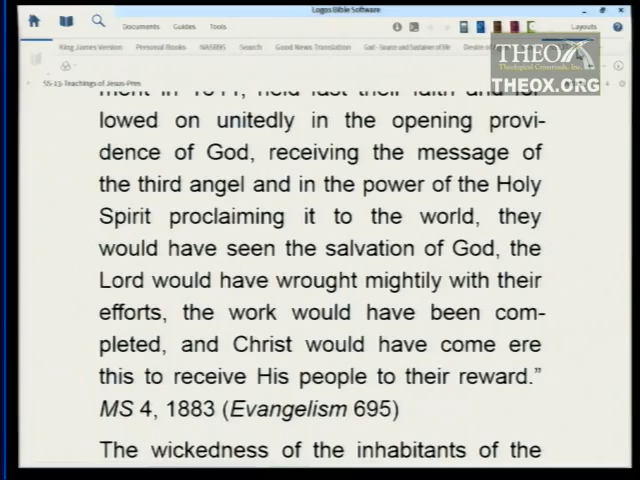 Logos Bible Software
Documents Guides Tools Layouts
King James Version Personal Books NASB95 Search Good News Translation God - Source and Sustainer of life
THEOX
Theological Crossroads, Inc.
THEOX.ORG
SS-13-Teachings of Jesus-Pres
lowed on unitedly in the opening provi-
dence of God, receiving the message of
the third angel and in the power of the Holy
Spirit proclaiming it to the world, they
would have seen the salvation of God, the
Lord would have wrought mightily with their
efforts, the work would have been com-
pleted, and Christ would have come ere
this to receive His people to their reward.”
MS 4, 1883 (Evangelism 695)
The wickedness of the inhabitants of the